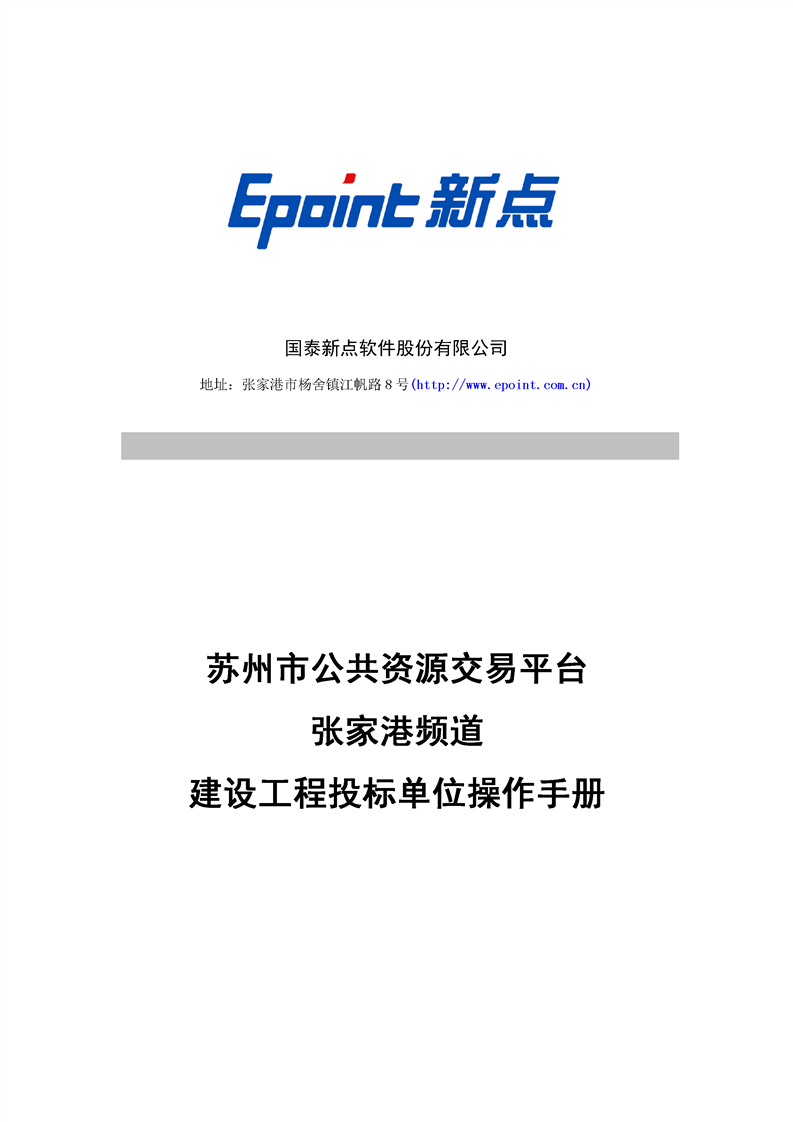 Epoint 新点
国泰新点软件股份有限公司
地址：张家港市杨舍镇江帆路 8 号(http://www.epoint.com.cn)
苏州市公共资源交易平台
张家港频道
建设工程投标单位操作手册